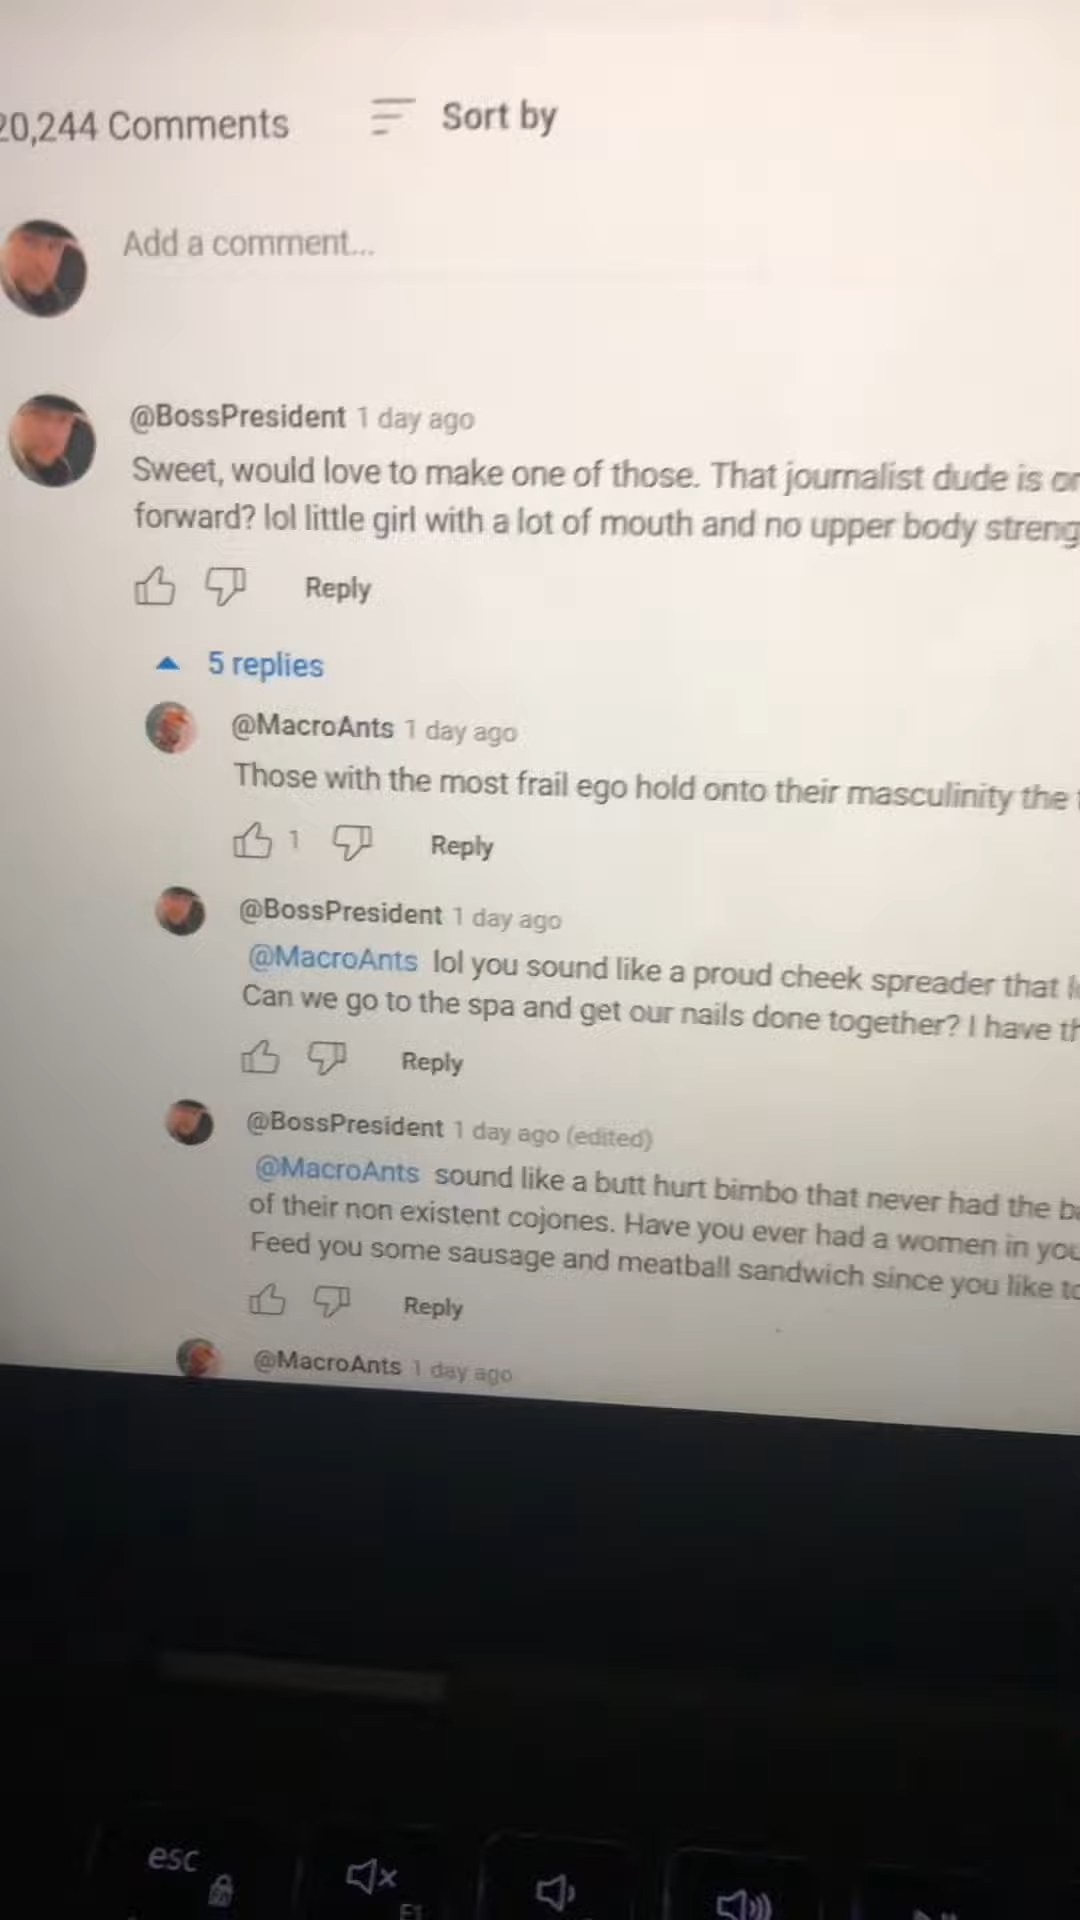 20,244 Comments
Sort by
Add a comment...
@BossPresident 1 day ago
Sweet, would love to make one of those. That journalist dude is
forward? lol little girl with a lot of mouth and no upper body
Reply
5 replies
@MacroAnts 1 day ago
Those with the most frail ego hold onto their masculinity the
1
Reply
@BossPresident 1 day ago
@MacroAnts lol you sound like a proud cheek spreader that
Can we go to the spa and get our nails done together? I have
Reply
@BossPresident 1 day ago (edited)
@MacroAnts sound like a butt hurt bimbo that never had the
of their non existent cojones. Have you ever had a women in
Feed you some sausage and meatball sandwich since you like
Reply
@MacroAnts 1 day ago
esc
F1